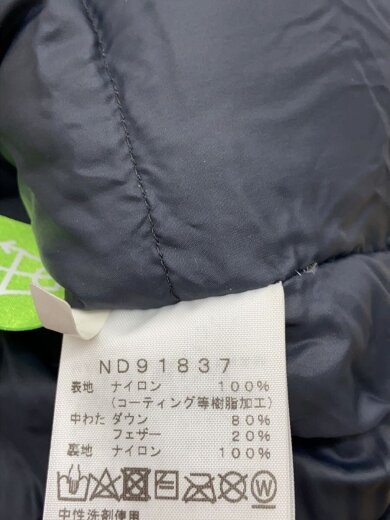 ND91837
表地 ナイロン 100%
(コーティング等樹脂加工)
中わた ダウン 80%
フェザー 20%
裏地 ナイロン 100%
中性洗剤使用